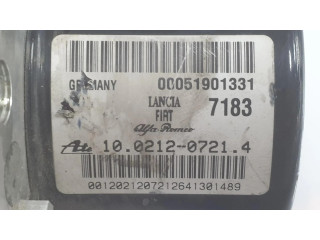 GERMANY 00051901331
LANCIA 7183
FIAT
Alfa Romeo
Ate 10.0212-0721.4
00120212072126413014​89